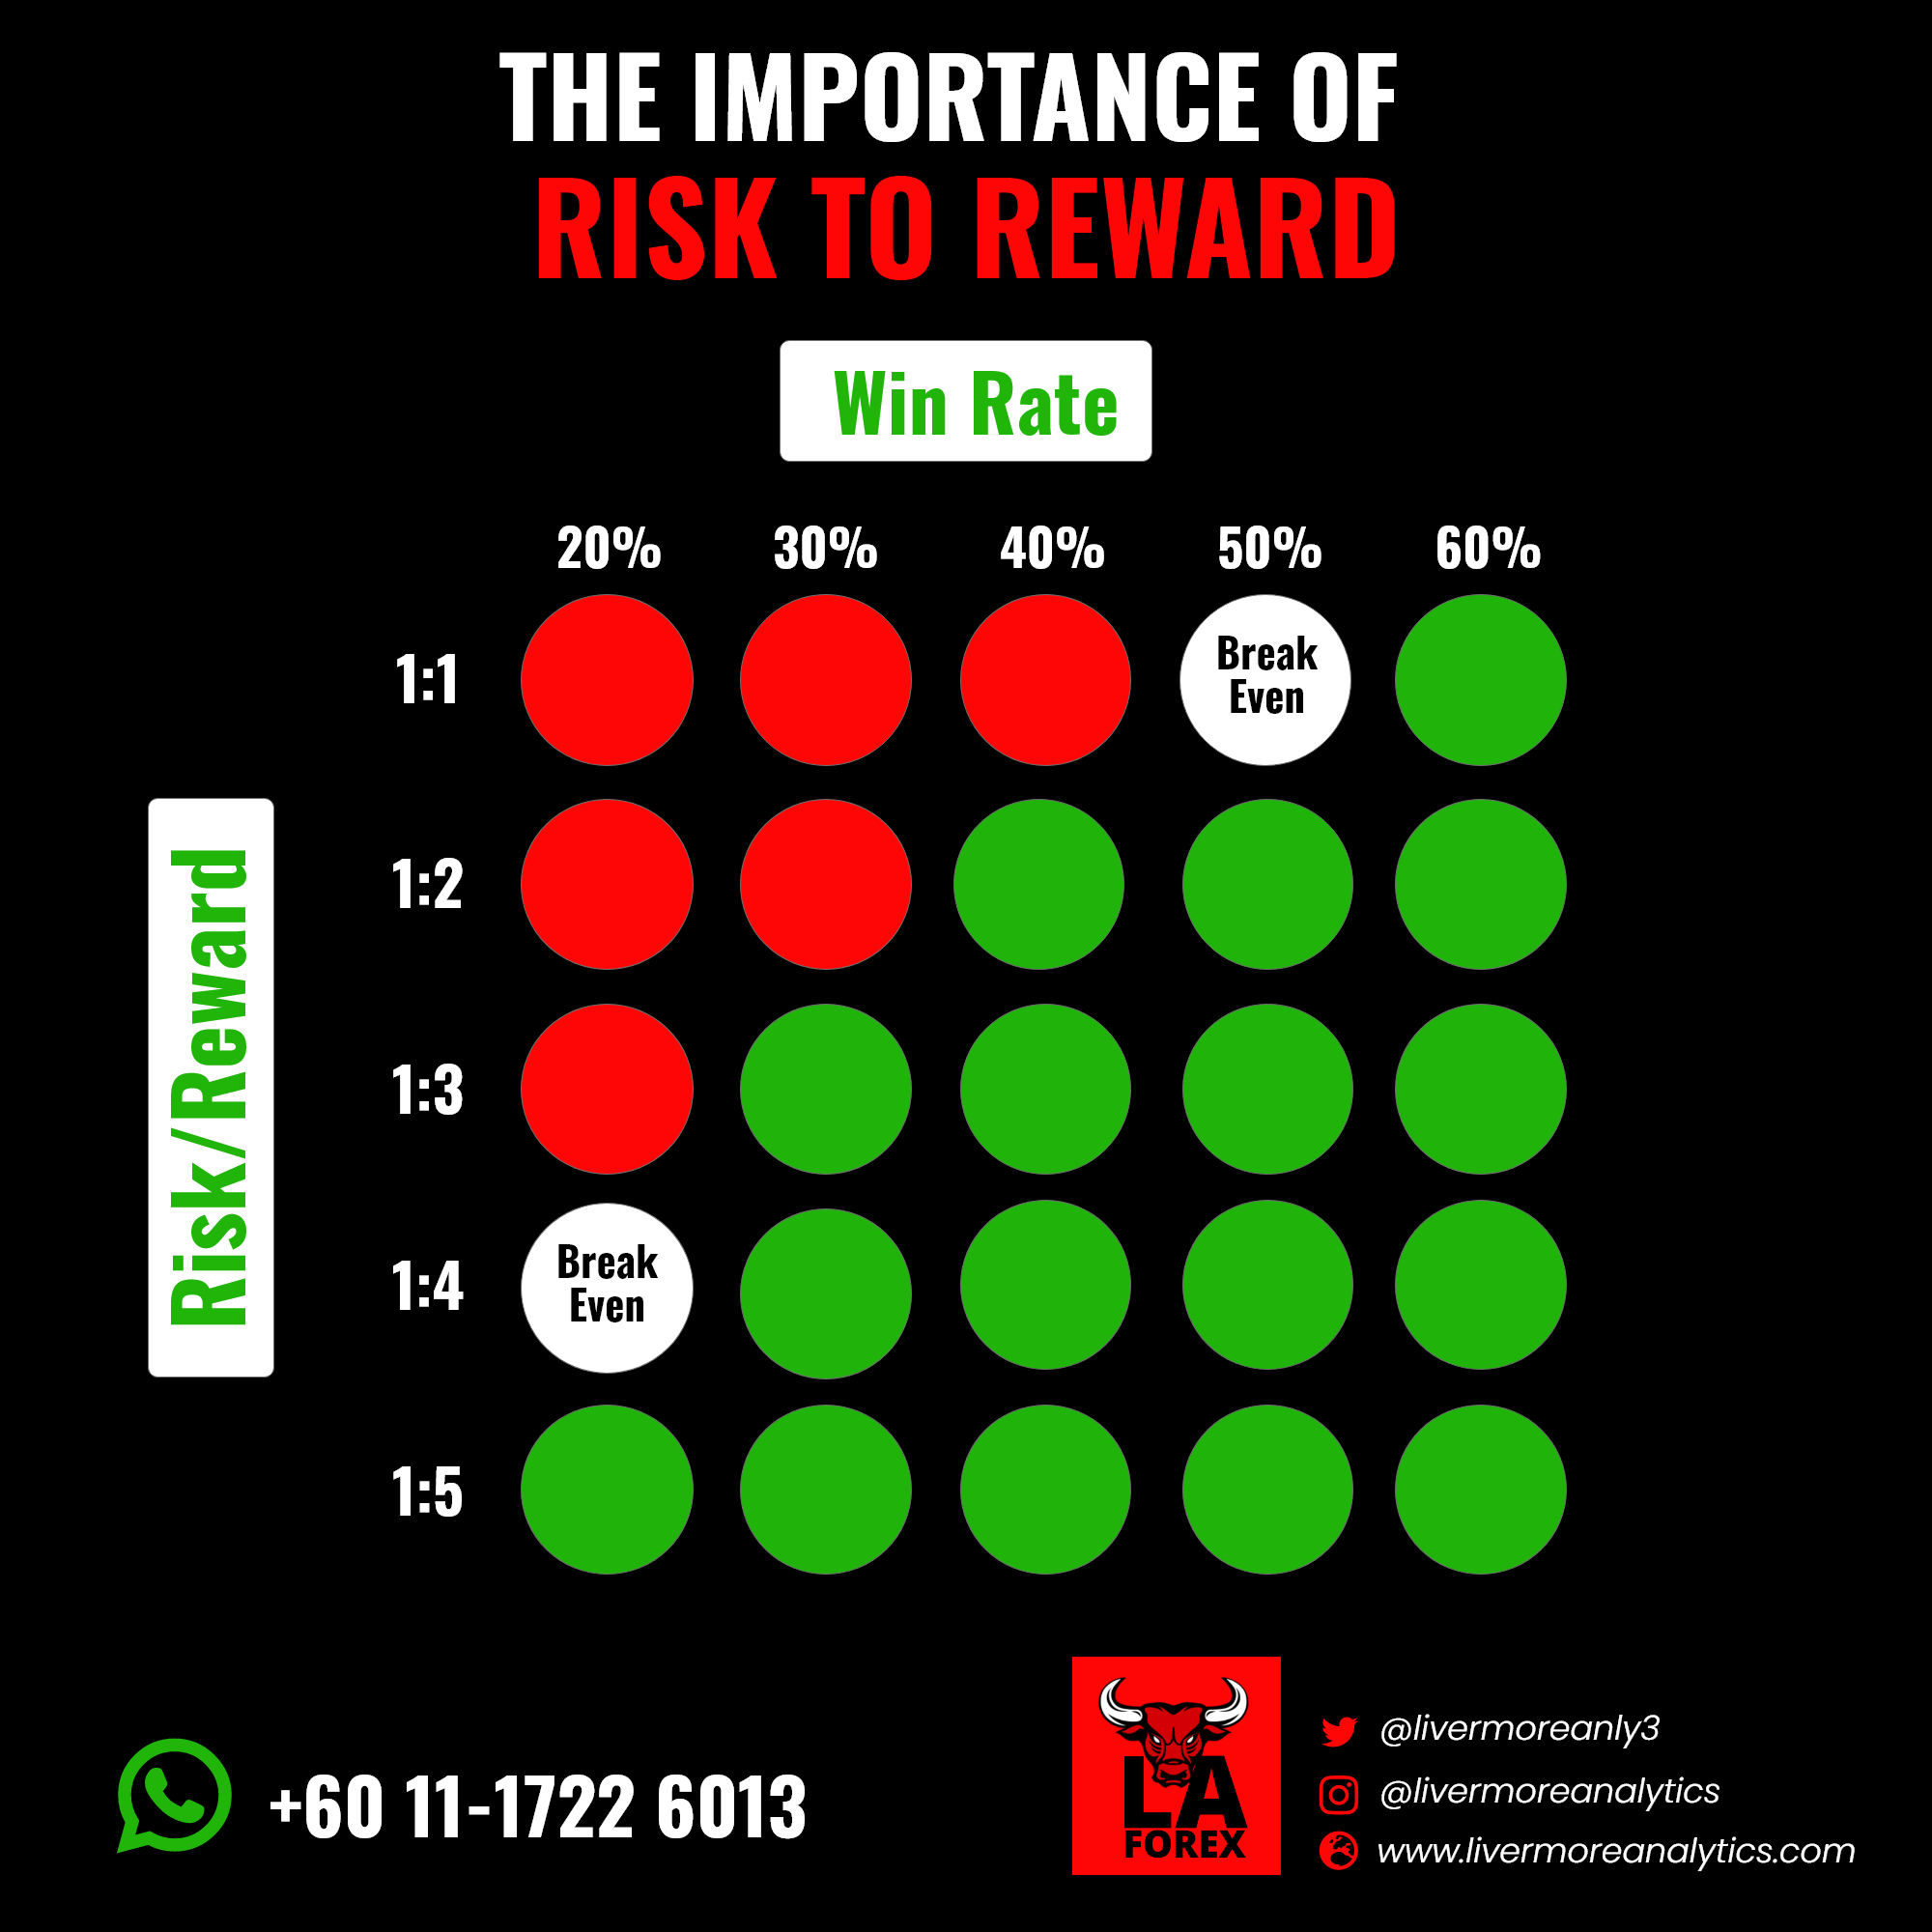 THE IMPORTANCE OF
RISK TO REWARD
Win Rate
20% 30% 40% 50% 60%
1:1
Break
Even
1:2
Risk/Reward
1:3
1:4
Break
Even
1:5
+60 11-1722 6013
LA
FOREX
@livermoreanly3
@livermoreanalytics
www.livermoreanalytics.com